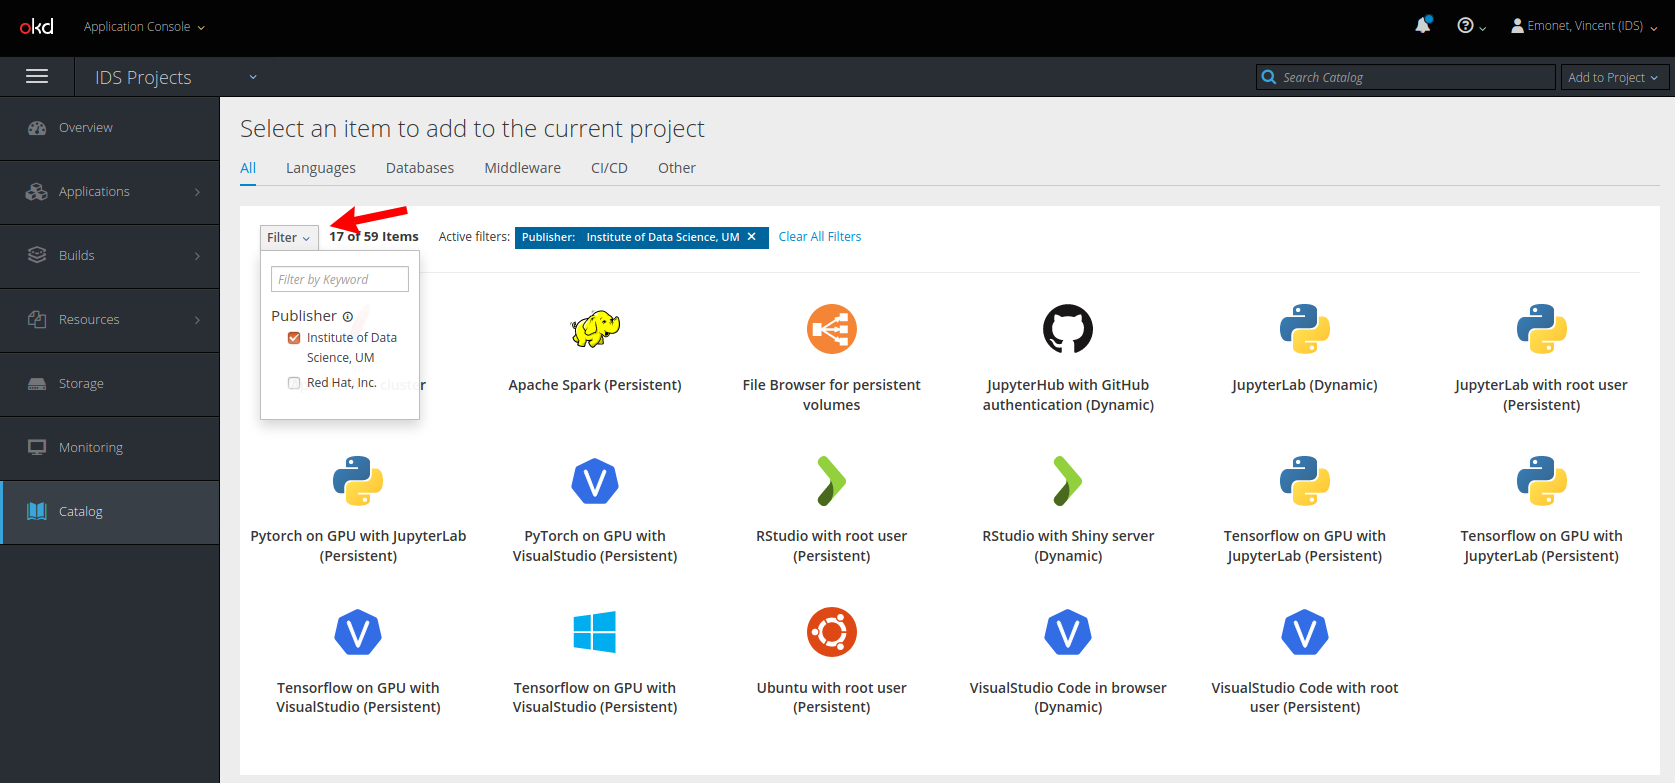 okd
Application Console
Emonet, Vincent (IDS)
IDS Projects
Search Catalog
Add to Project
Overview
Applications
Builds
Resources
Storage
Monitoring
Catalog
Select an item to add to the current project
All Languages Databases Middleware CI/CD Other
Filter 17 of 59 Items Active filters: Publisher: Institute of Data Science, UM × Clear All Filters
Filter by Keyword
Publisher
Institute of Data
Science, UM
Red Hat, Inc.
cluster
Apache Spark (Persistent)
File Browser for persistent
volumes
JupyterHub with GitHub
authentication (Dynamic)
JupyterLab (Dynamic)
JupyterLab with root user
(Persistent)
Pytorch on GPU with JupyterLab
(Persistent)
PyTorch on GPU with
VisualStudio (Persistent)
RStudio with root user
(Persistent)
RStudio with Shiny server
(Dynamic)
Tensorflow on GPU with
JupyterLab (Persistent)
Tensorflow on GPU with
JupyterLab (Persistent)
Tensorflow on GPU with
VisualStudio (Persistent)
Tensorflow on GPU with
VisualStudio (Persistent)
Ubuntu with root user
(Persistent)
VisualStudio Code in browser
(Dynamic)
VisualStudio Code with root
user (Persistent)